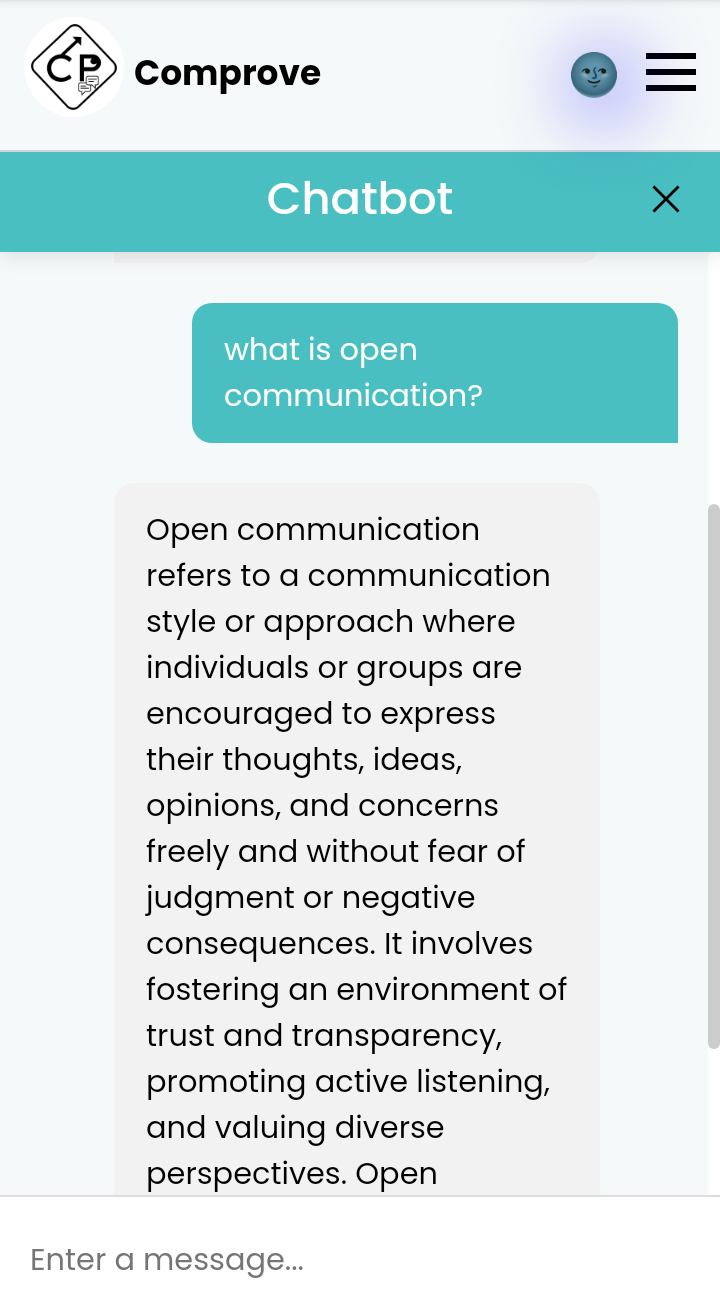 CP
Comprove
Chatbot
what is open
communication?
Open communication
refers to a communication
style or approach where
individuals or groups are
encouraged to express
their thoughts, ideas,
opinions, and concerns
freely and without fear of
judgment or negative
consequences. It involves
fostering an environment of
trust and transparency,
promoting active listening,
and valuing diverse
perspectives. Open
Enter a message...